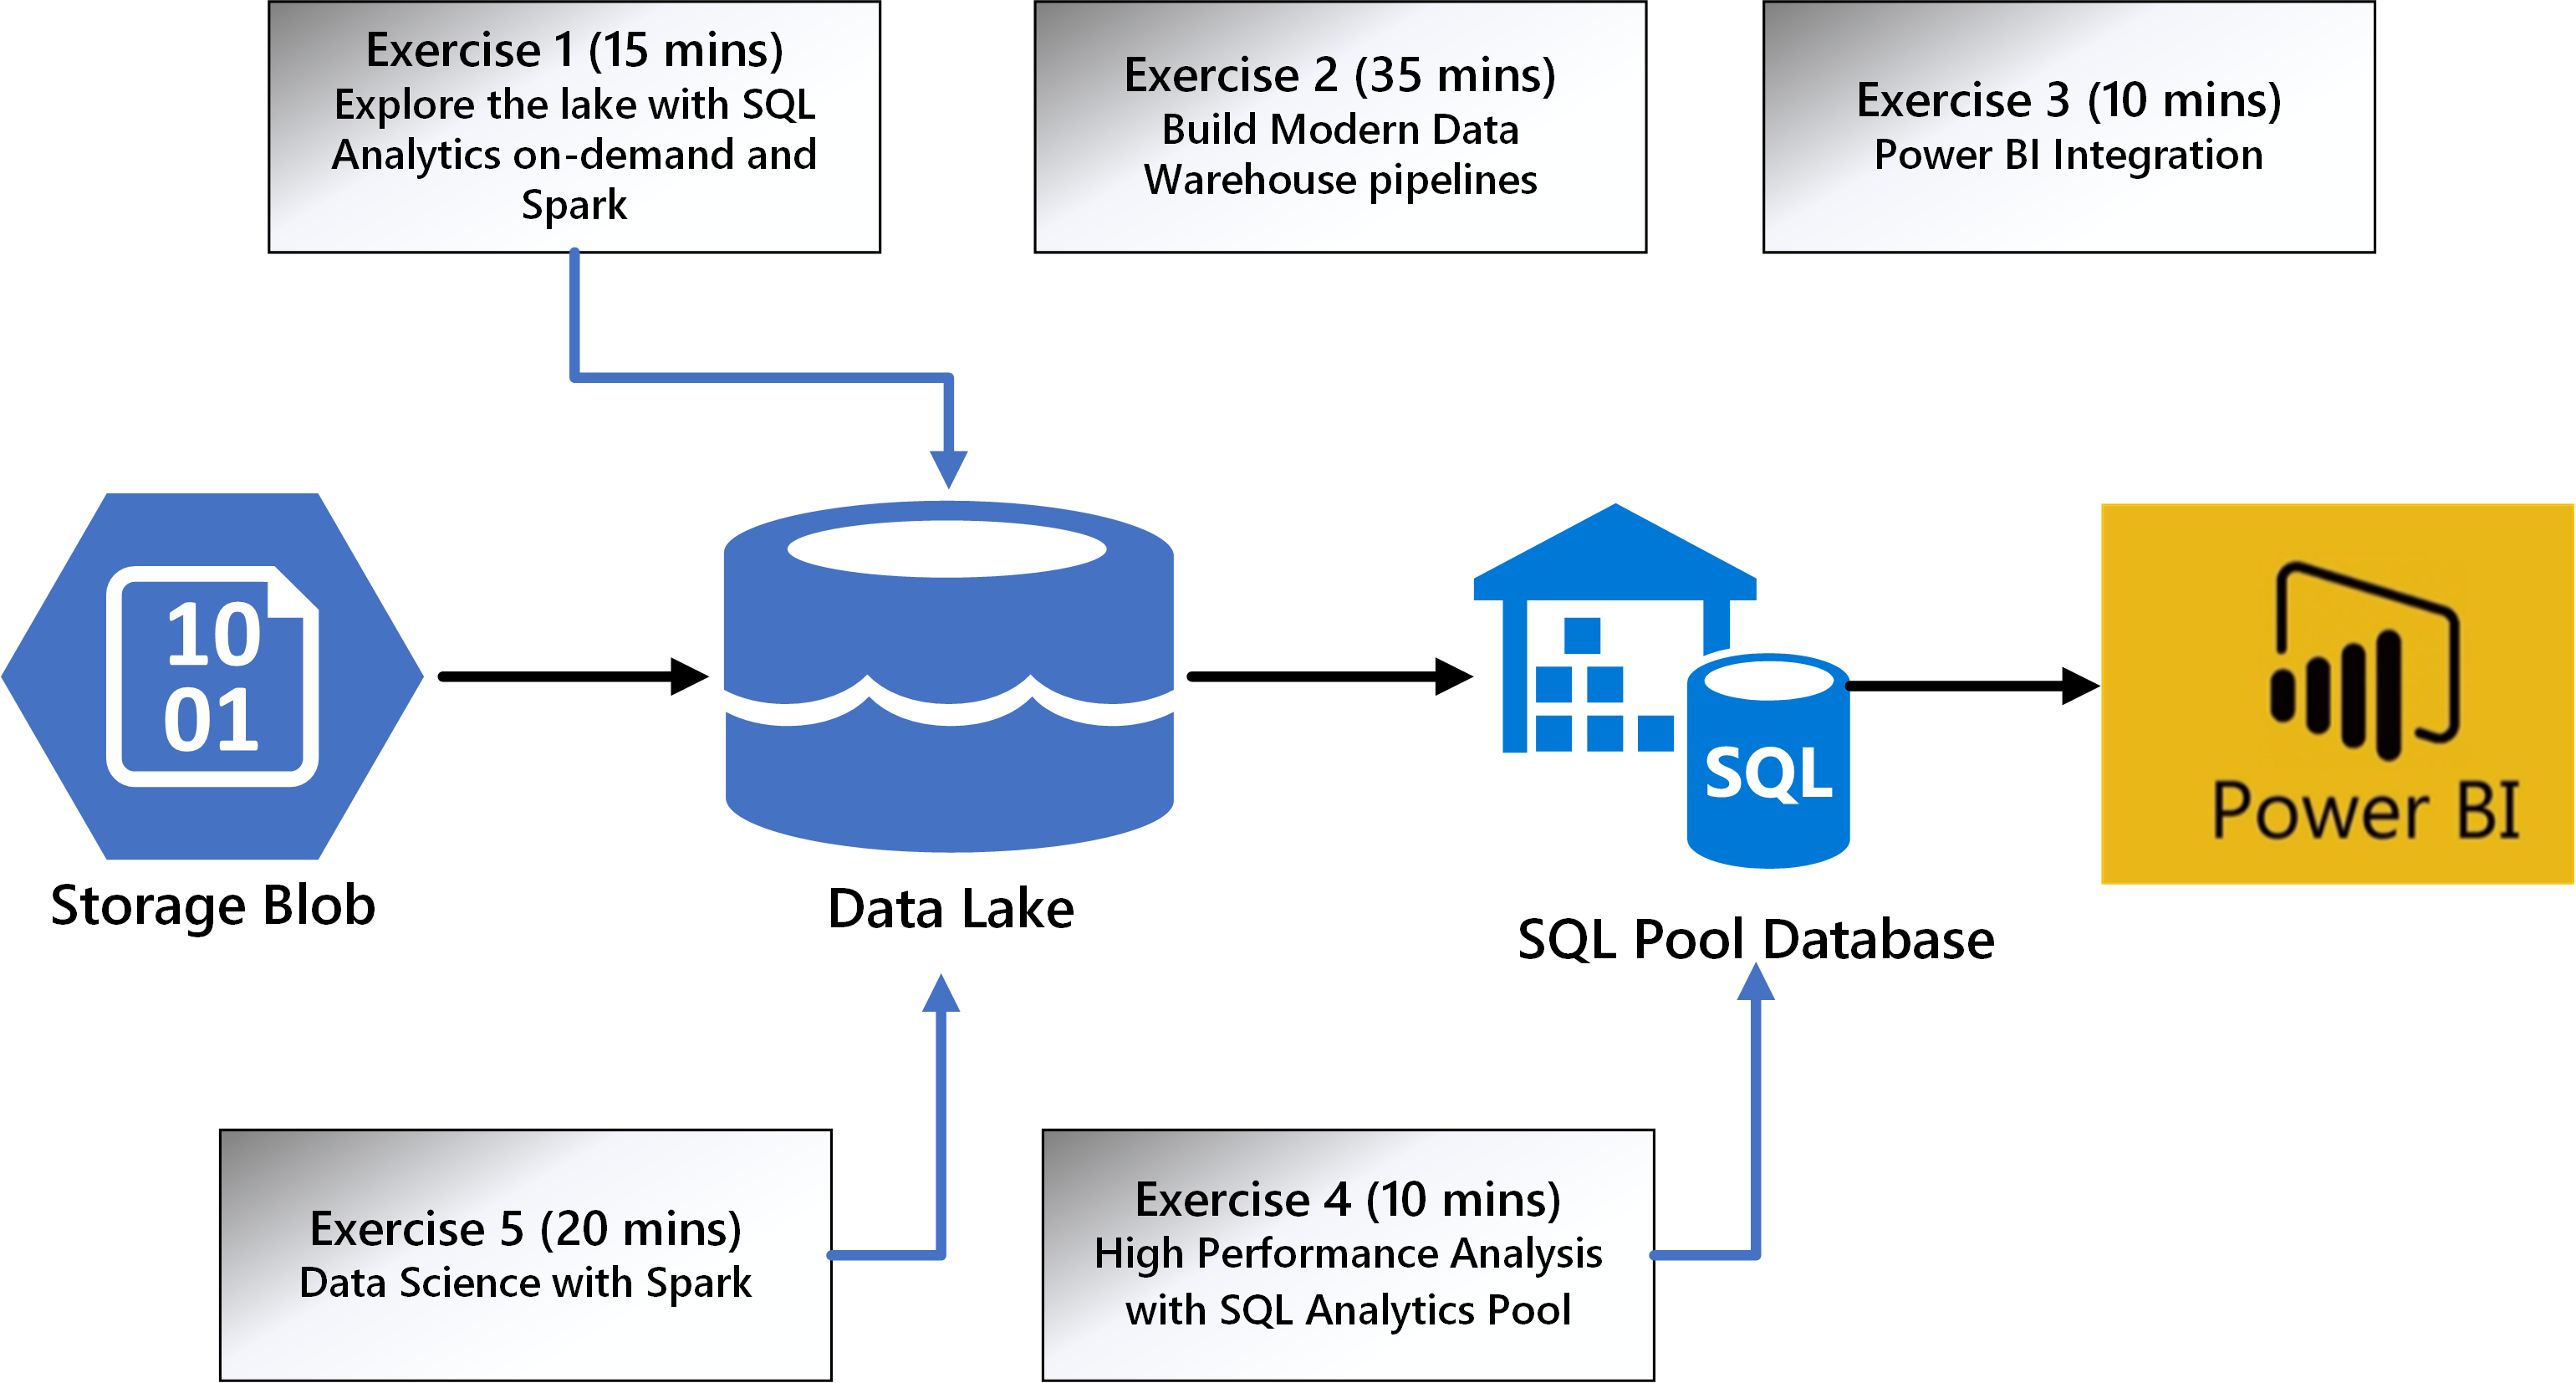 Exercise 1 (15 mins)
Explore the lake with SQL
Analytics on-demand and
Spark
Exercise 2 (35 mins)
Build Modern Data
Warehouse pipelines
Exercise 3 (10 mins)
Power BI Integration
10
01
Storage Blob
Data Lake
SQL
SQL Pool Database
Power BI
Exercise 5 (20 mins)
Data Science with Spark
Exercise 4 (10 mins)
High Performance Analysis
with SQL Analytics Pool